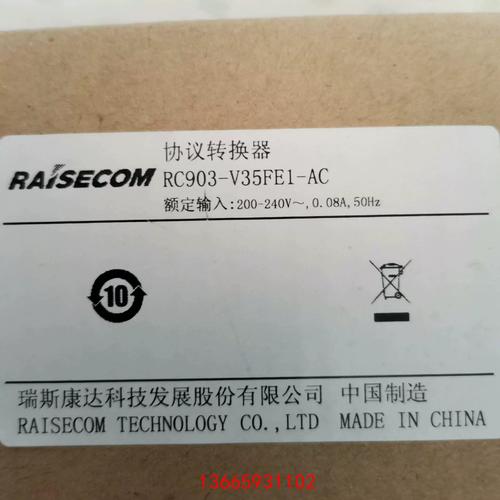 协议转换器
RAISECOM RC903-V35FE1-AC
额定输入:200-240V～,0.08A,50Hz
10
瑞斯康达科技发展股份有限公司 中国制造
RAISECOM TECHNOLOGY CO.,LTD MADE IN CHINA
13665931102